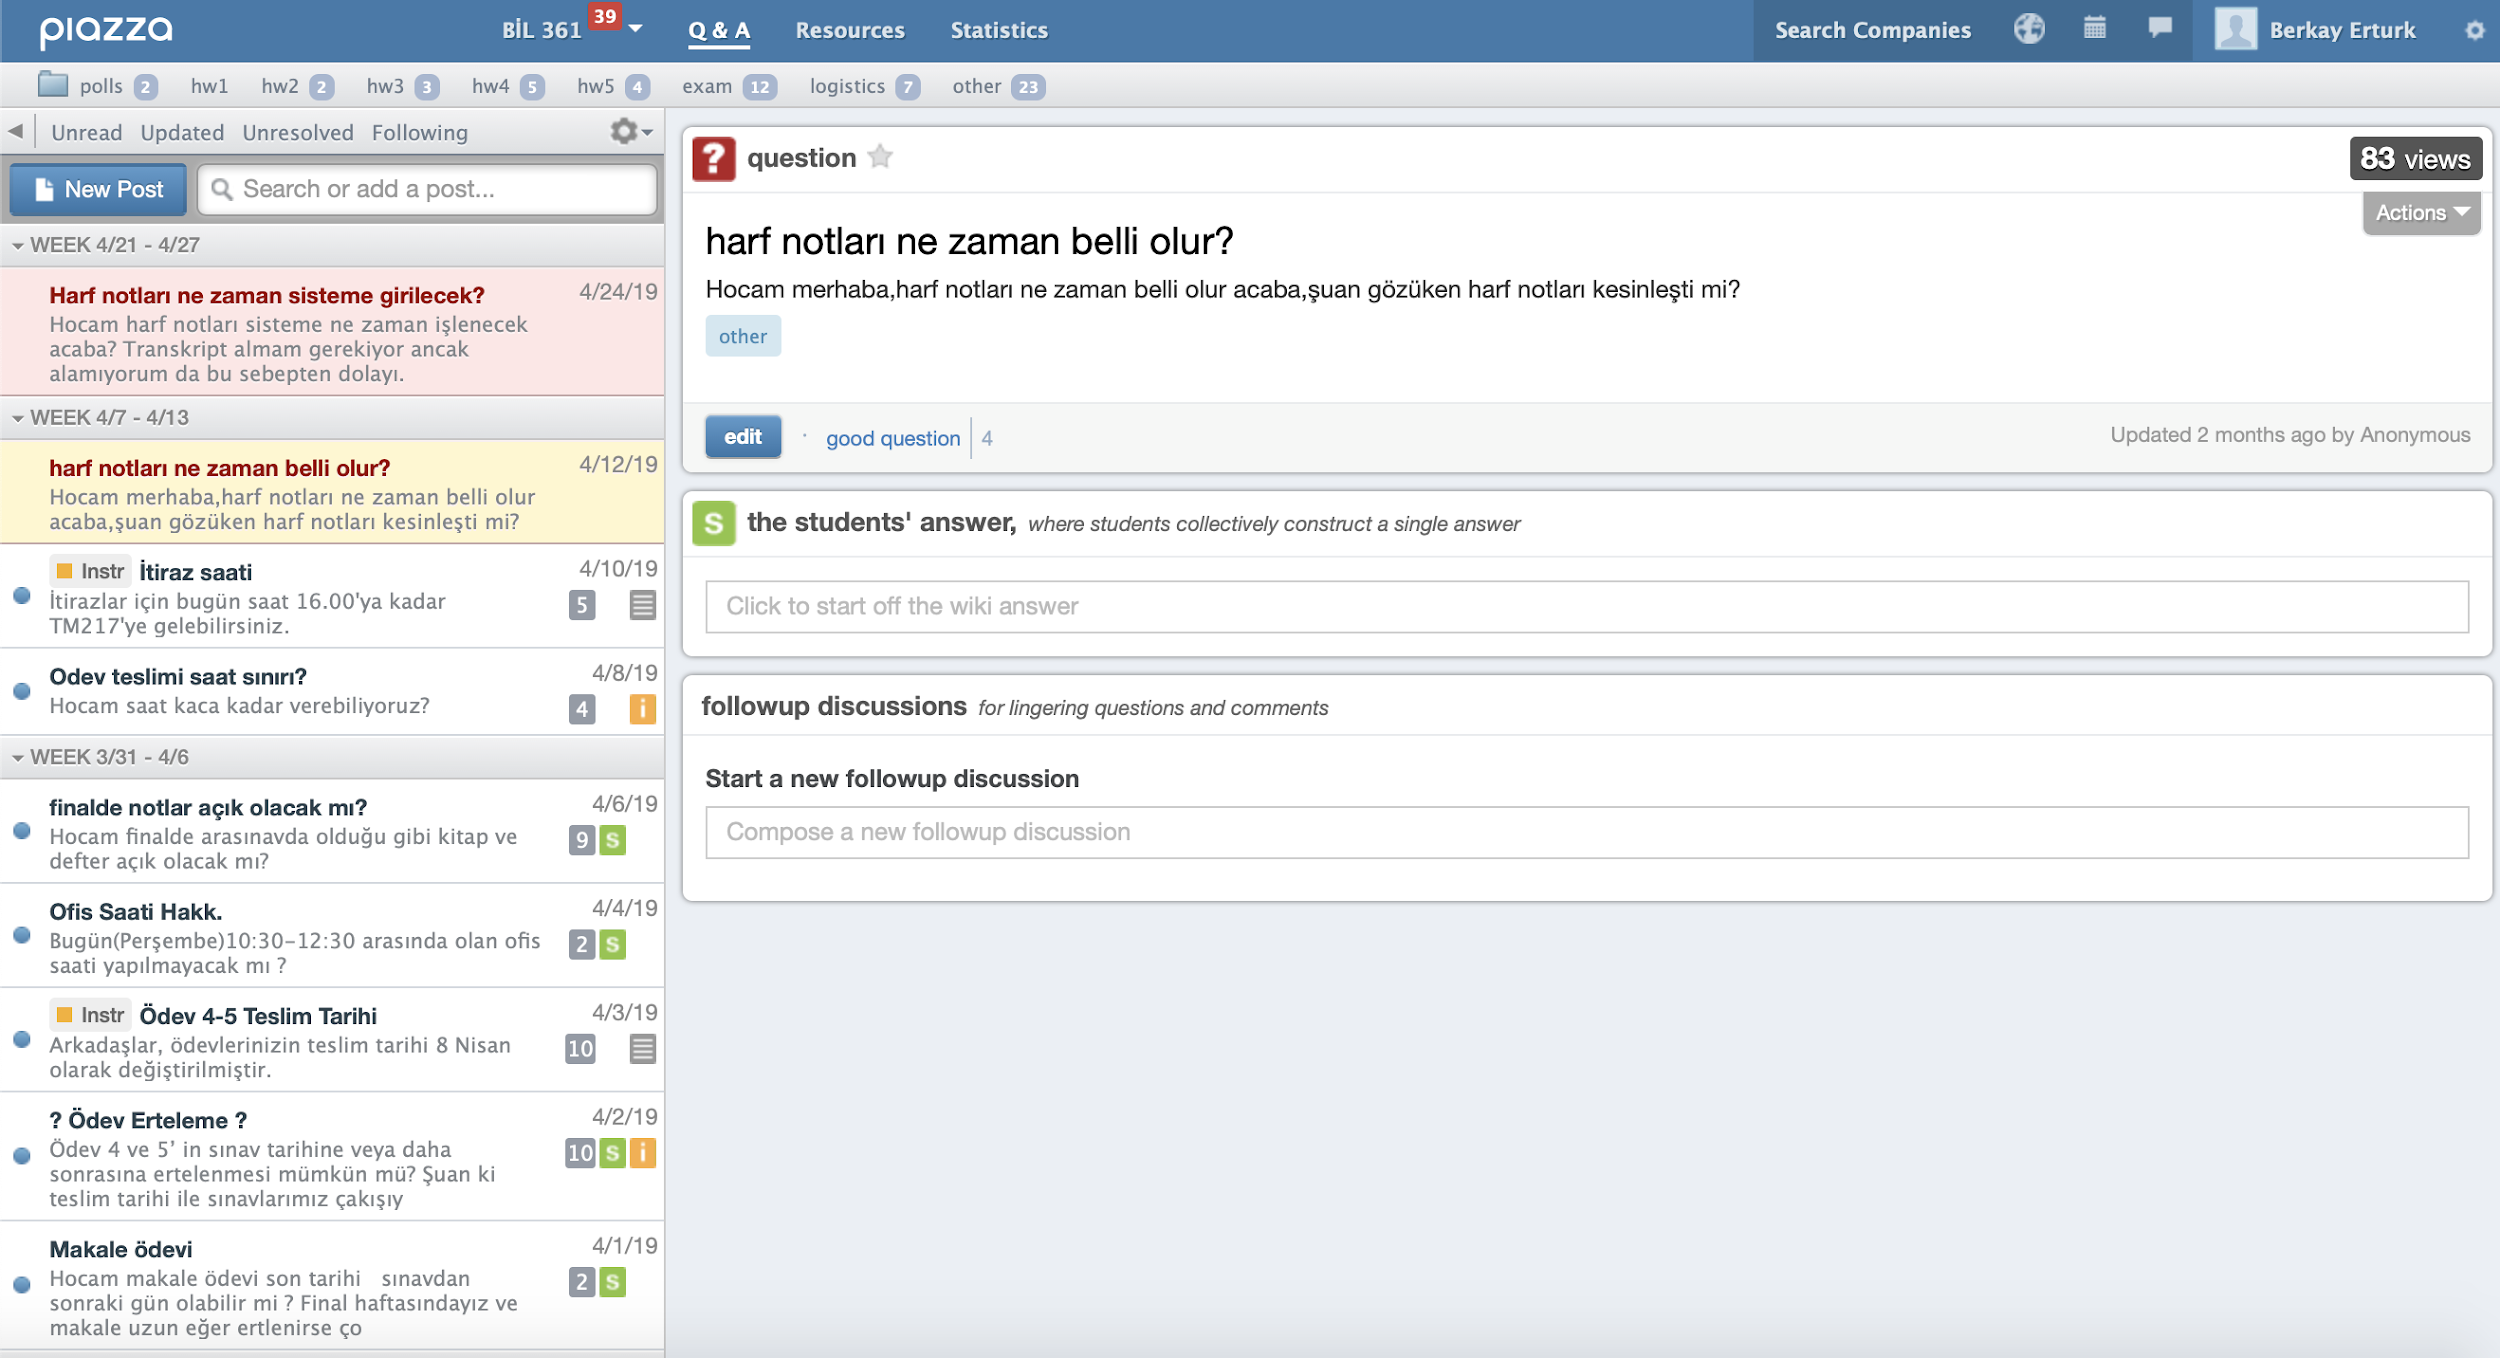 piazza
BİL 361 39
Q & A
Resources
Statistics
Search Companies
Berkay Erturk
polls 2
hw1
hw2 2
hw3 3
hw4 5
hw5 4
exam 12
logistics 7
other 23
Unread Updated Unresolved Following
New Post
Search or add a post...
WEEK 4/21 - 4/27
Harf notları ne zaman sisteme girilecek? 4/24/19
Hocam harf notları sisteme ne zaman işlenecek
acaba? Transkript almam gerekiyor ancak
alamıyorum da bu sebepten dolayı.
WEEK 4/7 - 4/13
harf notları ne zaman belli olur? 4/12/19
Hocam merhaba,harf notları ne zaman belli olur
acaba,şuan gözüken harf notları kesinleşti mi?
Instr İtiraz saati 4/10/19
İtirazlar için bugün saat 16.00'ya kadar 5
TM217'ye gelebilirsiniz.
Odev teslimi saat sınırı? 4/8/19
Hocam saat kaca kadar verebiliyoruz? 4 i
WEEK 3/31 - 4/6
finalde notlar açık olacak mı? 4/6/19
Hocam finalde arasınavda olduğu gibi kitap ve 9 S
defter açık olacak mı?
Ofis Saati Hakk. 4/4/19
Bugün(Perşembe)10:30-12:30 arasında olan ofis 2 S
saati yapılmayacak mı ?
Instr Ödev 4-5 Teslim Tarihi 4/3/19
Arkadaşlar, ödevlerinizin teslim tarihi 8 Nisan 10
olarak değiştirilmiştir.
? Ödev Erteleme ? 4/2/19
Ödev 4 ve 5’ in sınav tarihine veya daha 10 S i
sonrasına ertelenmesi mümkün mü? Şuan ki
teslim tarihi ile sınavlarımız çakışıy
Makale ödevi 4/1/19
Hocam makale ödevi son tarihi sınavdan 2 S
sonraki gün olabilir mi ? Final haftasındayız ve
makale uzun eğer ertlenirse ço
? question
83 views
Actions
harf notları ne zaman belli olur?
Hocam merhaba,harf notları ne zaman belli olur acaba,şuan gözüken harf notları kesinleşti mi?
other
edit · good question 4
Updated 2 months ago by Anonymous
S the students' answer, where students collectively construct a single answer
Click to start off the wiki answer
followup discussions for lingering questions and comments
Start a new followup discussion
Compose a new followup discussion